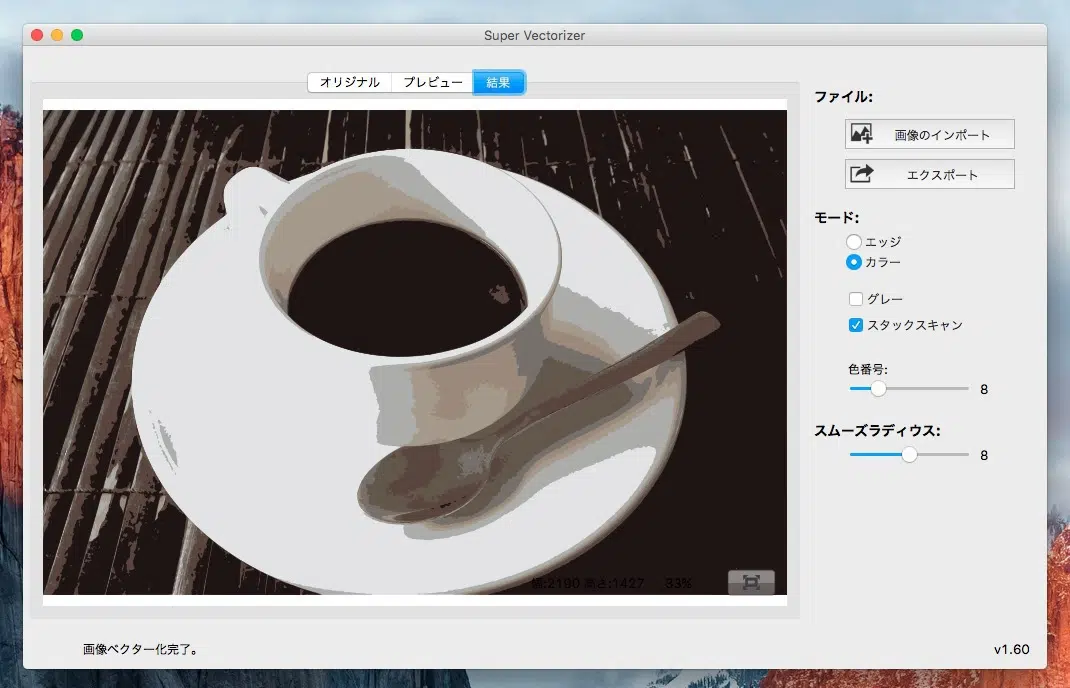 Super Vectorizer
オリジナル プレビュー 結果
ファイル:
画像のインポート
エクスポート
モード:
エッジ
カラー
グレー
スタックスキャン
色番号:
8
スムーズラディウス:
8
幅:2190 高さ:1427 33%
画像ベクター化完了。
v1.60